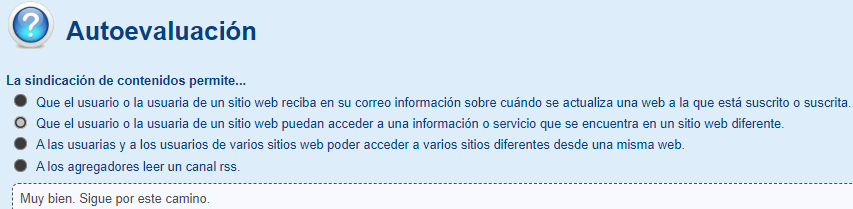 Autoevaluación
La sindicación de contenidos permite...
Que el usuario o la usuaria de un sitio web reciba en su correo información sobre cuándo se actualiza una web a la que está suscrito o suscrita.
Que el usuario o la usuaria de un sitio web puedan acceder a una información o servicio que se encuentra en un sitio web diferente.
A las usuarias y a los usuarios de varios sitios web poder acceder a varios sitios diferentes desde una misma web.
A los agregadores leer un canal rss.
Muy bien. Sigue por este camino.